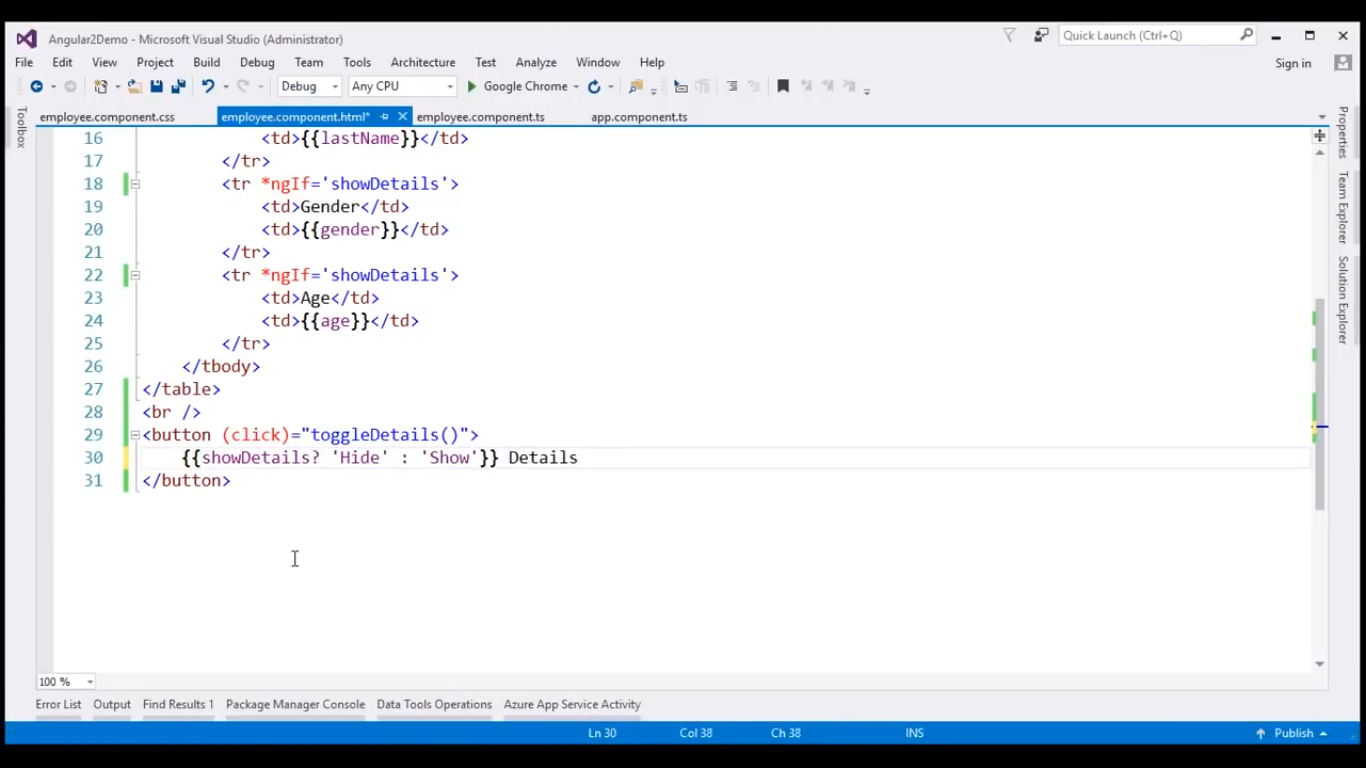 Angular2Demo - Microsoft Visual Studio (Administrator)
Quick Launch (Ctrl+Q)
File Edit View Project Build Debug Team Tools Architecture Test Analyze Window Help
Sign in
Debug Any CPU Google Chrome
employee.component.css employee.component.html* employee.component.ts app.component.ts
Toolbox
Properties
Team Explorer
Solution Explorer
16 <td>{{lastName}}</td>
17 </tr>
18 <tr *ngIf='showDetails'>
19 <td>Gender</td>
20 <td>{{gender}}</td>
21 </tr>
22 <tr *ngIf='showDetails'>
23 <td>Age</td>
24 <td>{{age}}</td>
25 </tr>
26 </tbody>
27 </table>
28 <br />
29 <button (click)="toggleDetails()">
30 {{showDetails? 'Hide' : 'Show'}} Details
31 </button>
100 %
Error List Output Find Results 1 Package Manager Console Data Tools Operations Azure App Service Activity
Ln 30 Col 38 Ch 38 INS Publish